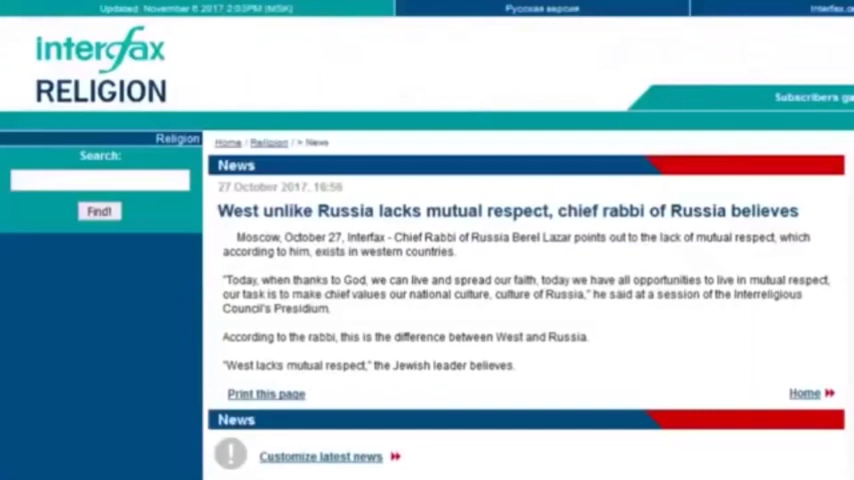 Updated: November 8 2017 2:03PM (MSK)
Русская версия
interfax
RELIGION
Subscribers
Religion
Search:
Find!
Home / Religion / > News
News
27 October 2017, 16:56
West unlike Russia lacks mutual respect, chief rabbi of Russia believes
Moscow, October 27, Interfax - Chief Rabbi of Russia Berel Lazar points out to the lack of mutual respect, which
according to him, exists in western countries.
"Today, when thanks to God, we can live and spread our faith, today we have all opportunities to live in mutual respect,
our task is to make chief values our national culture, culture of Russia," he said at a session of the Interreligious
Council's Presidium.
According to the rabbi, this is the difference between West and Russia.
"West lacks mutual respect," the Jewish leader believes.
Print this page
Home
News
Customize latest news